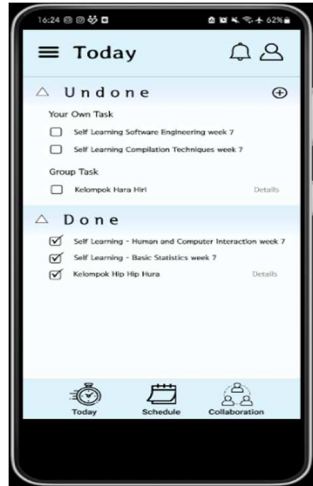 16:24 62%
Today
Undone
Your Own Task
Self Learning Software Engineering week 7
Self Learning Compilation Techniques week 7
Group Task
Kelompok Hara Hiri Details
Done
Self Learning - Human and Computer Interaction week 7
Self Learning - Basic Statistics week 7
Kelompok Hip Hip Hura Details
Today Schedule Collaboration